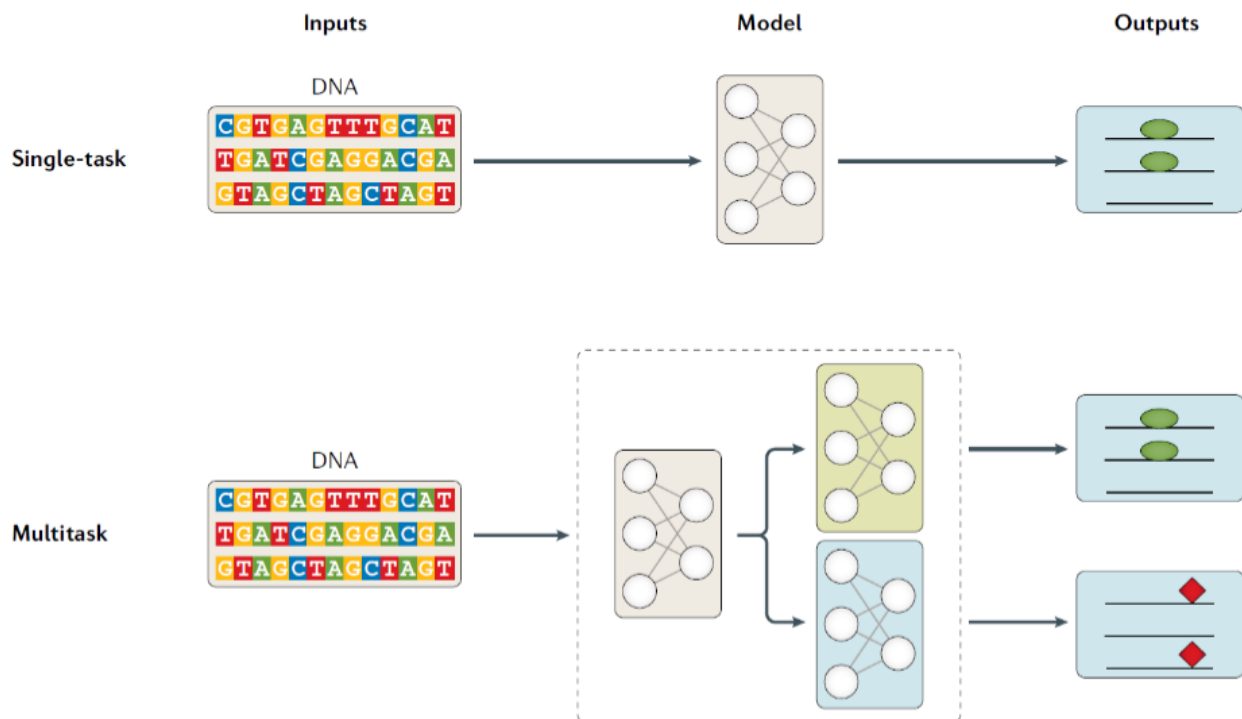 Inputs Model Outputs
DNA
CGTGAGTTTGCAT
Single-task
TGATCGAGGACGA
GTAGCTAGCTAGT
DNA
CGTGAGTTTGCAT
Multitask
TGATCGAGGACGA
GTAGCTAGCTAGT